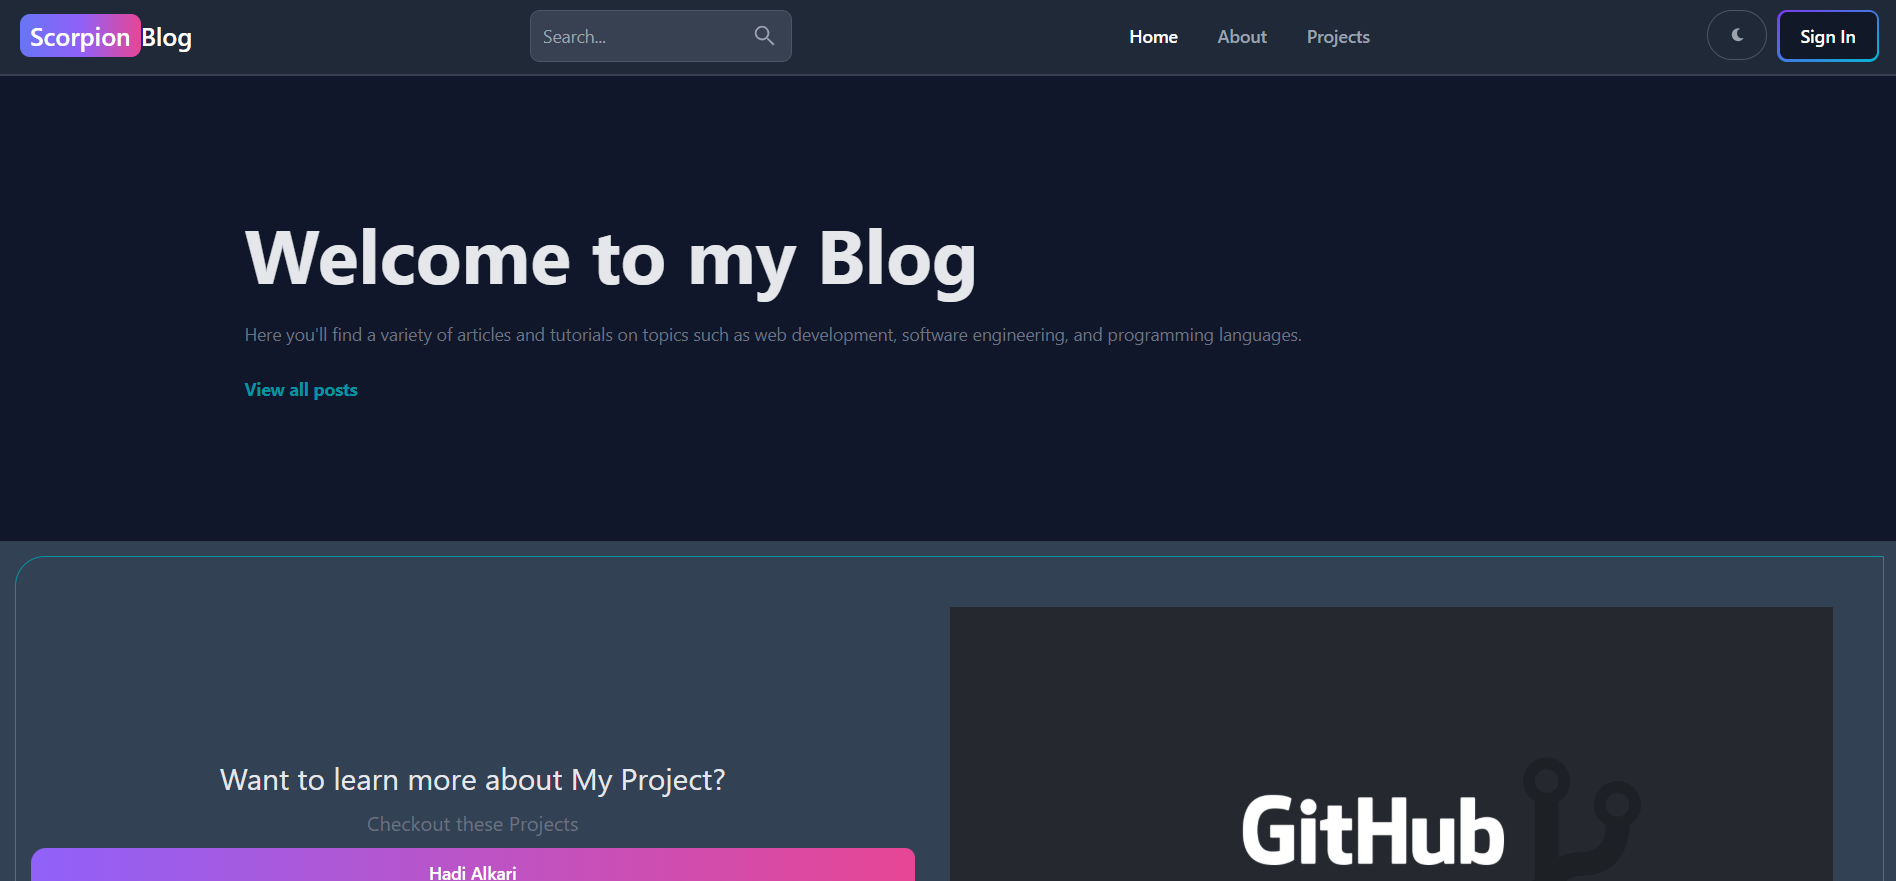 Scorpion Blog
Search...
Home
About
Projects
Sign In
Welcome to my Blog
Here you'll find a variety of articles and tutorials on topics such as web development, software engineering, and programming languages.
View all posts
Want to learn more about My Project?
Checkout these Projects
Hadi Alkari
GitHub